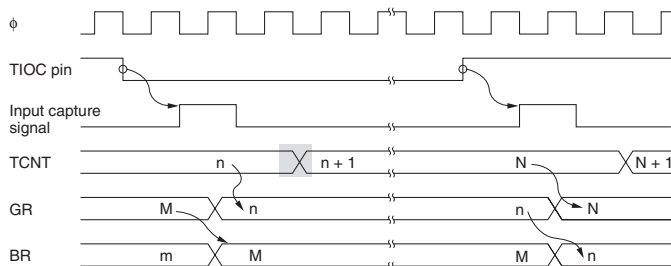 ϕ
TIOC pin
Input capture
signal
TCNT n n + 1 N N + 1
GR M n n N
BR m M M n